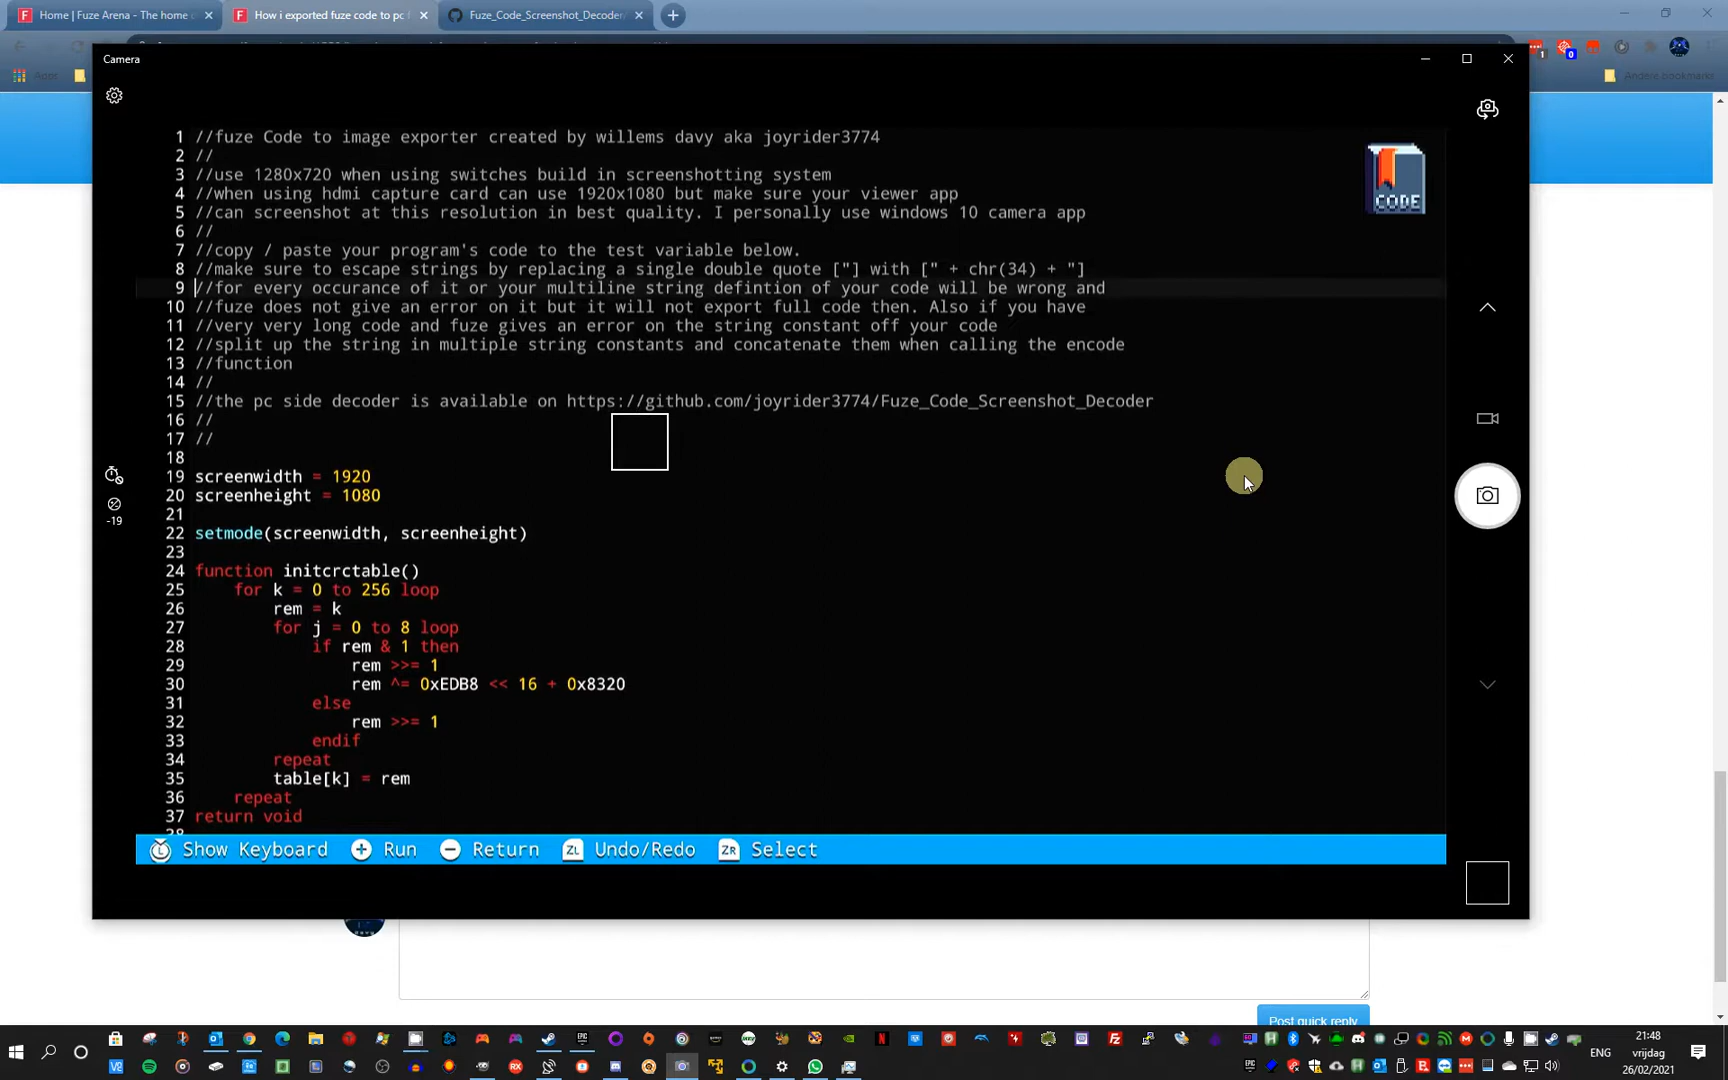 Home | Fuze Arena - The home o
How i exported fuze code to pc
Fuze_Code_Screenshot_Decoder/
Apps
Andere bookmarks
Camera
1 //fuze Code to image exporter created by willems davy aka joyrider3774
2 //
3 //use 1280x720 when using switches build in screenshotting system
4 //when using hdmi capture card can use 1920x1080 but make sure your viewer app
5 //can screenshot at this resolution in best quality. I personally use windows 10 camera app
6 //
7 //copy / paste your program's code to the test variable below.
8 //make sure to escape strings by replacing a single double quote ["] with [" + chr(34) + "]
9 //for every occurance of it or your multiline string defintion of your code will be wrong and
10 //fuze does not give an error on it but it will not export full code then. Also if you have
11 //very very long code and fuze gives an error on the string constant off your code
12 //split up the string in multiple string constants and concatenate them when calling the encode
13 //function
14 //
15 //the pc side decoder is available on https://github.com/joyrider3774/Fuze_Code_Screenshot_Decoder
16 //
17 //
18
19 screenwidth = 1920
20 screenheight = 1080
21
22 setmode(screenwidth, screenheight)
23
24 function initcrctable()
25 for k = 0 to 256 loop
26 rem = k
27 for j = 0 to 8 loop
28 if rem & 1 then
29 rem >>= 1
30 rem ^= 0xEDB8 << 16 + 0x8320
31 else
32 rem >>= 1
33 endif
34 repeat
35 table[k] = rem
36 repeat
37 return void
38
CODE
-19
L Show Keyboard + Run - Return ZL Undo/Redo ZR Select
Post quick reply
ENG
21:48
vrijdag
26/02/2021